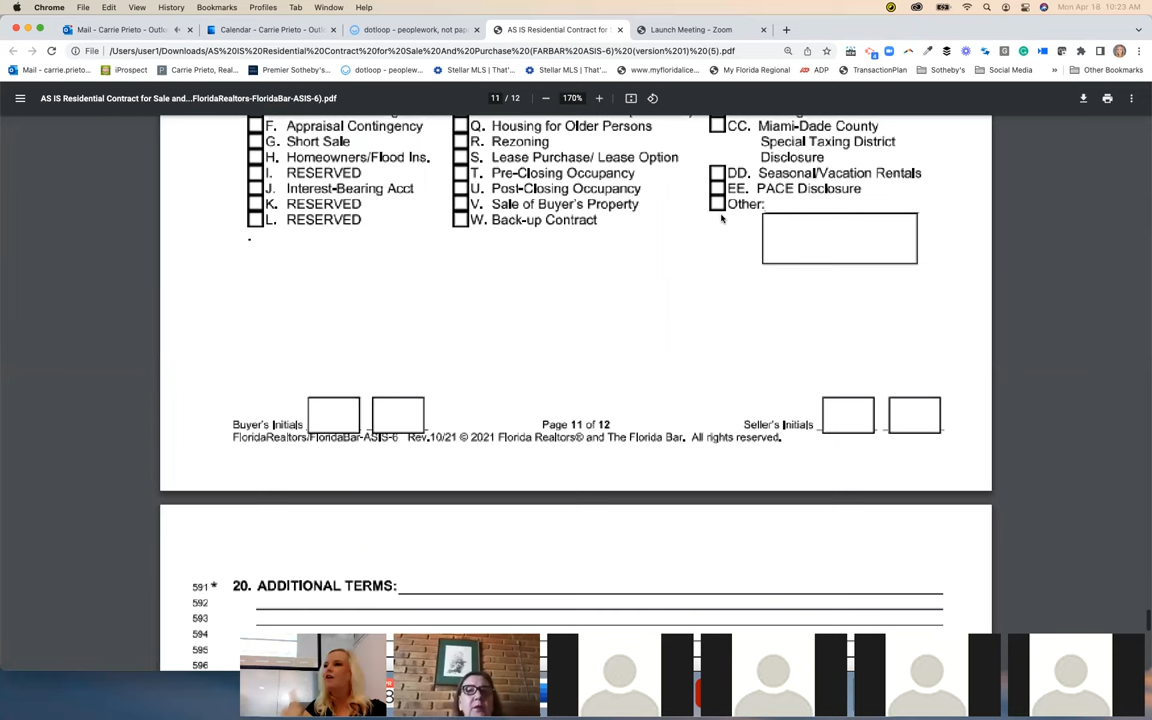 Chrome File Edit View History Bookmarks Profiles Tab Window Help Mon Apr 18 10:23 AM
Mail - Carrie Prieto - Outlo Calendar - Carrie Prieto - Outl dotloop – peoplework, not pap AS IS Residential Contract for Launch Meeting - Zoom
File /Users/user1/Downloads/AS%20IS%20Residential%20Contract%20for%20Sale%20And%20Purchase%20(FARBAR%20ASIS-6)%20(version%201)%20(5).pdf
Mail - carrie.prieto... iProspect Carrie Prieto, Real... Premier Sotheby's... dotloop – peoplew... Stellar MLS | That'... Stellar MLS | That'... www.myfloridalice... My Florida Regional ADP TransactionPlan Sotheby's Social Media Other Bookmarks
AS IS Residential Contract for Sale and...FloridaRealtors-FloridaBar-ASIS-6).pdf 11 / 12 170%
F. Appraisal Contingency Q. Housing for Older Persons CC. Miami-Dade County
G. Short Sale R. Rezoning Special Taxing District
H. Homeowners/Flood Ins. S. Lease Purchase/ Lease Option Disclosure
I. RESERVED T. Pre-Closing Occupancy DD. Seasonal/Vacation Rentals
J. Interest-Bearing Acct U. Post-Closing Occupancy EE. PACE Disclosure
K. RESERVED V. Sale of Buyer's Property Other:
L. RESERVED W. Back-up Contract
Buyer's Initials Page 11 of 12 Seller's Initials
FloridaRealtors/FloridaBar-ASIS-6 Rev.10/21 © 2021 Florida Realtors® and The Florida Bar. All rights reserved.
591 * 20. ADDITIONAL TERMS:
592
593
594
595
596